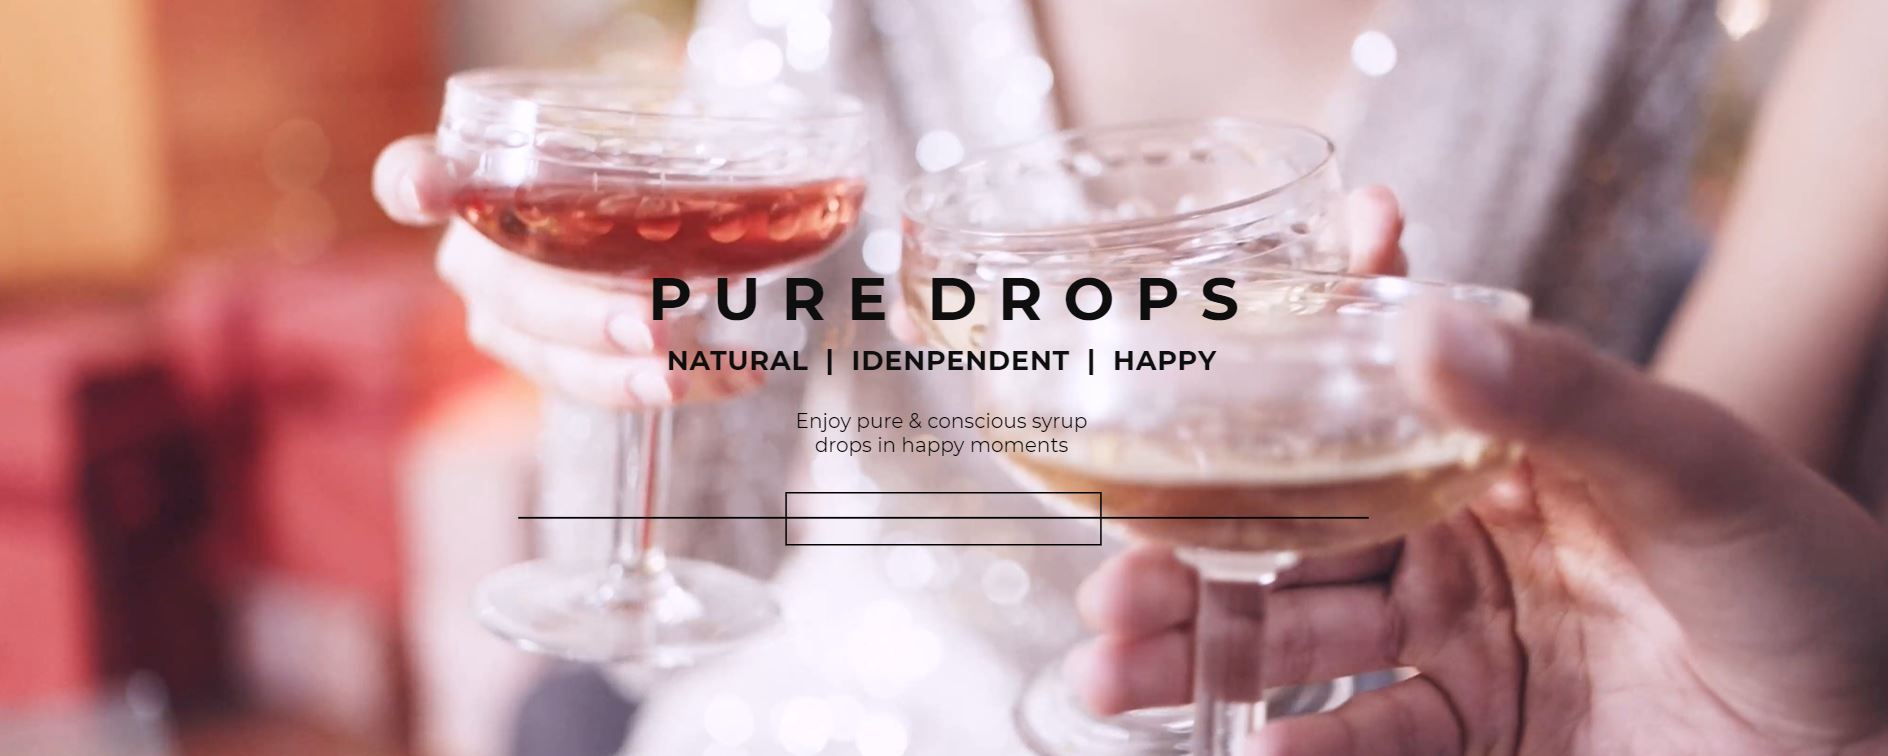 PURE DROPS
NATURAL | IDENPENDENT | HAPPY
Enjoy pure & conscious syrup
drops in happy moments